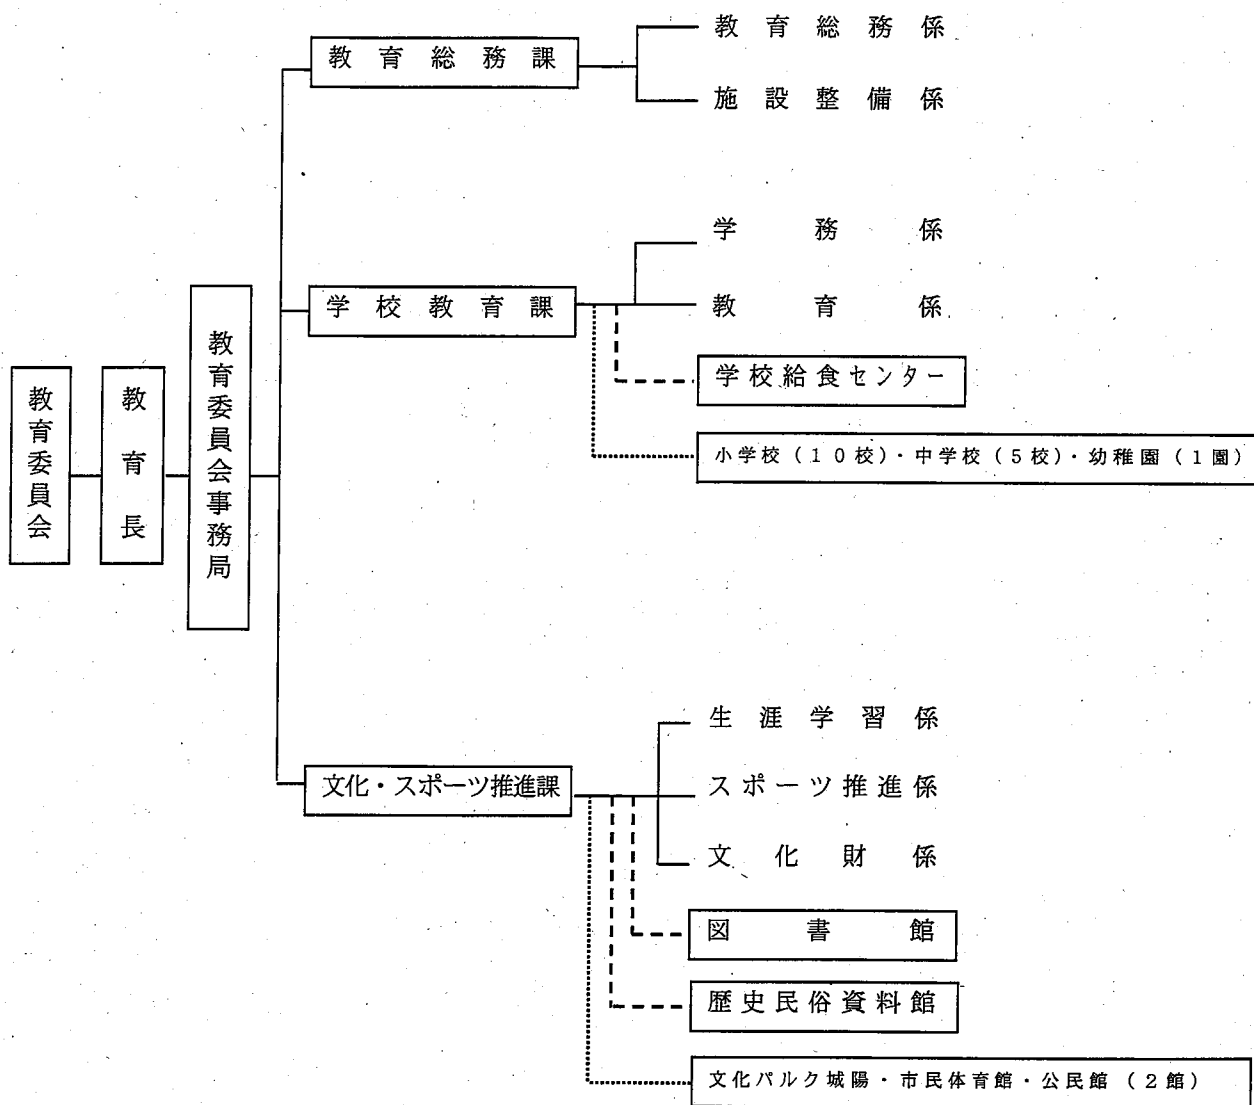 教育委員会
教育長
教育委員会事務局
教育総務課
教育総務係
施設整備係
学校教育課
学務係
教育係
学校給食センター
小学校（１０校）・中学校（５校）・幼稚園（１園）
文化・スポーツ推進課
生涯学習係
スポーツ推進係
文化財係
図書館
歴史民俗資料館
文化パルク城陽・市民体育館・公民館（２館）